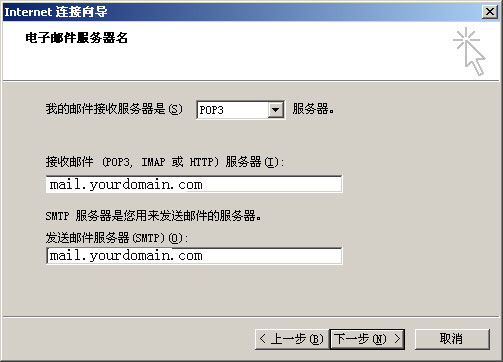 Internet 连接向导
电子邮件服务器名
我的邮件接收服务器是(S) POP3 服务器。
接收邮件 (POP3, IMAP 或 HTTP) 服务器(I):
mail.yourdomain.com
SMTP 服务器是您用来发送邮件的服务器。
发送邮件服务器(SMTP)(O):
mail.yourdomain.com
< 上一步(B) 下一步(N) > 取消